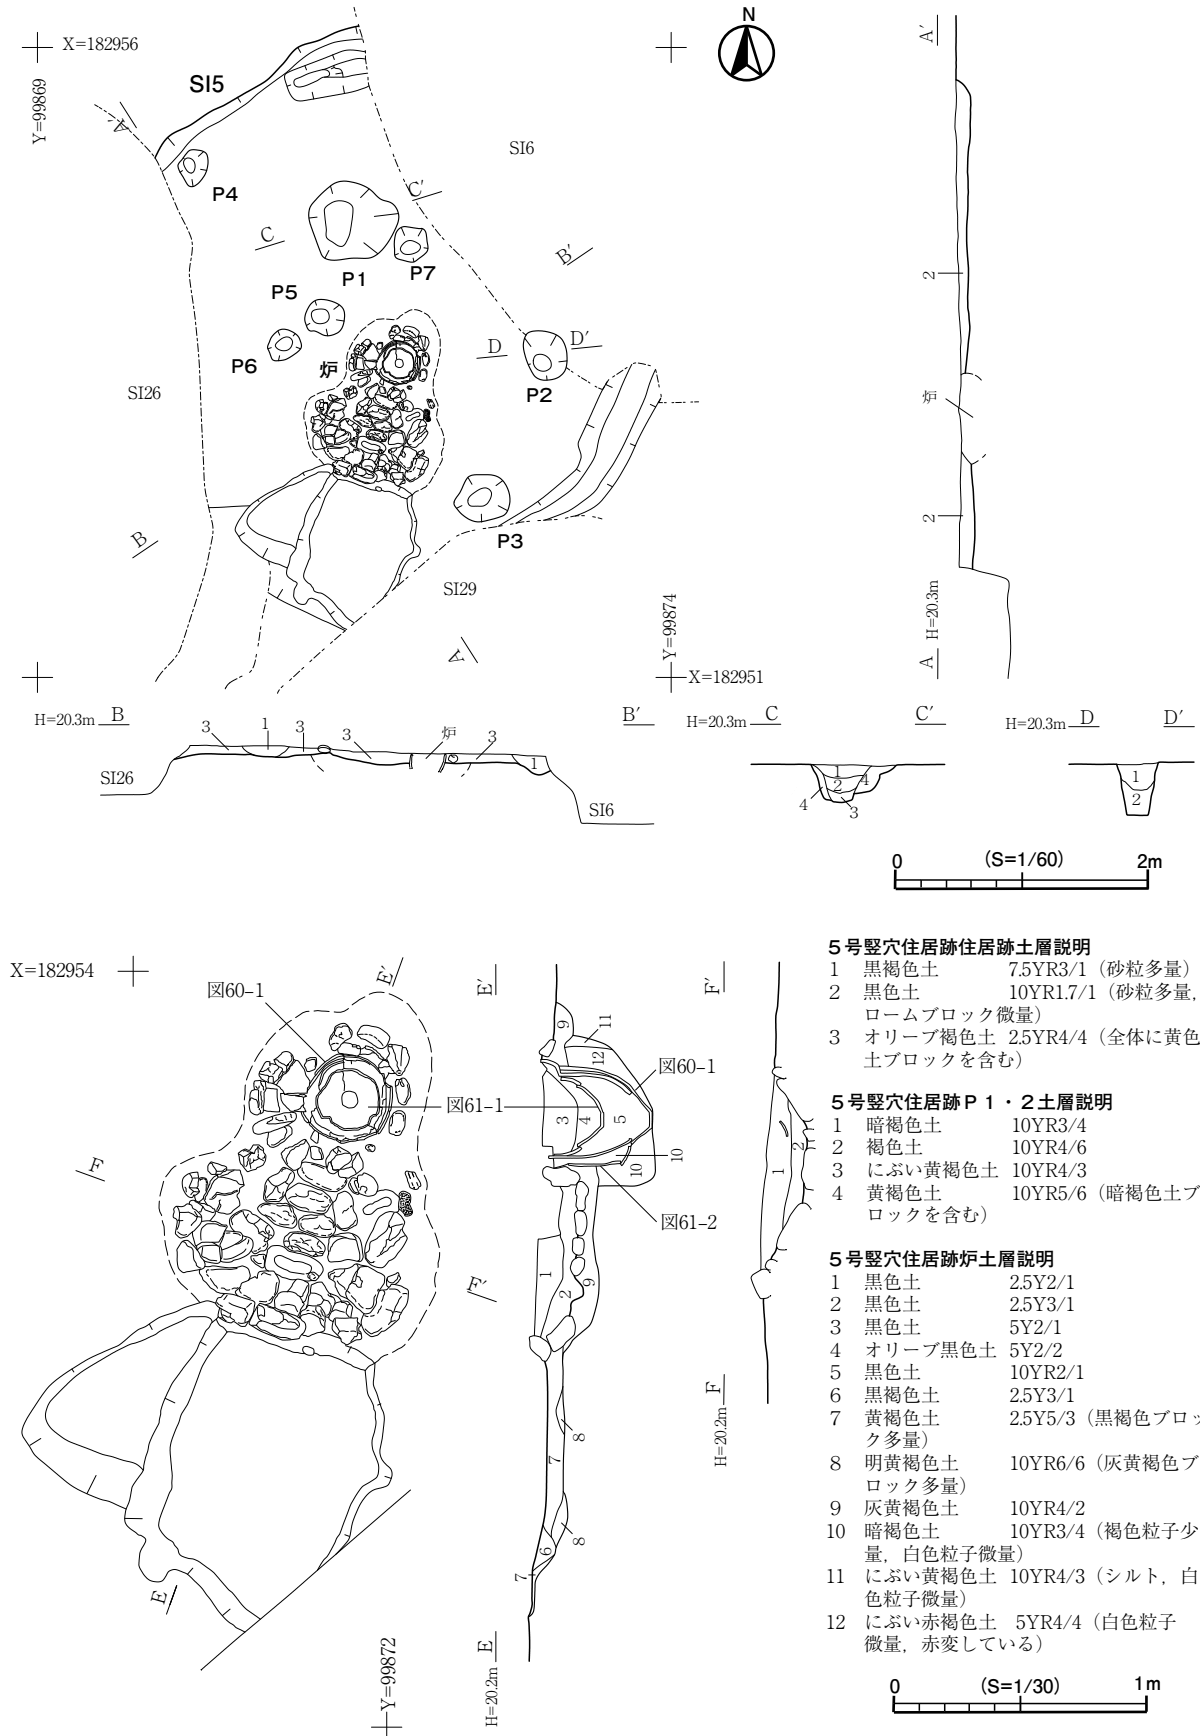 N
X=182956
Y=99869
A'
SI5
SI6
P4
C'
C
B'
P1
P7
P5
D
D'
P6
炉
P2
SI26
B
P3
SI29
A
Y=99874
X=182951
A'
2
炉
2
H=20.3m
A
H=20.3m B
B'
3
1
3
3
炉
3
1
SI26
SI6
H=20.3m C
C'
1
2
4
4
3
H=20.3m D
D'
1
2
0 (S=1/60) 2m
X=182954
E'
図60-1
図61-1
F
F'
E
Y=99872
E'
9
11
12
図60-1
3
4
5
10
10
図61-2
1
2
9
8
7
8
6
7
E
H=20.2m
F'
1
2
F
H=20.2m
5号竪穴住居跡住居跡土層説明
1 黒褐色土 7.5YR3/1（砂粒多量）
2 黒色土 10YR1.7/1（砂粒多量，
ロームブロック微量）
3 オリーブ褐色土 2.5YR4/4（全体に黄色
土ブロックを含む）
5号竪穴住居跡P1・2土層説明
1 暗褐色土 10YR3/4
2 褐色土 10YR4/6
3 にぶい黄褐色土 10YR4/3
4 黄褐色土 10YR5/6（暗褐色土ブ
ロックを含む）
5号竪穴住居跡炉土層説明
1 黒色土 2.5Y2/1
2 黒色土 2.5Y3/1
3 黒色土 5Y2/1
4 オリーブ黒色土 5Y2/2
5 黒色土 10YR2/1
6 黒褐色土 2.5Y3/1
7 黄褐色土 2.5Y5/3（黒褐色ブロッ
ク多量）
8 明黄褐色土 10YR6/6（灰黄褐色ブ
ロック多量）
9 灰黄褐色土 10YR4/2
10 暗褐色土 10YR3/4（褐色粒子少
量，白色粒子微量）
11 にぶい黄褐色土 10YR4/3（シルト，白
色粒子微量）
12 にぶい赤褐色土 5YR4/4（白色粒子
微量，赤変している）
0 (S=1/30) 1m